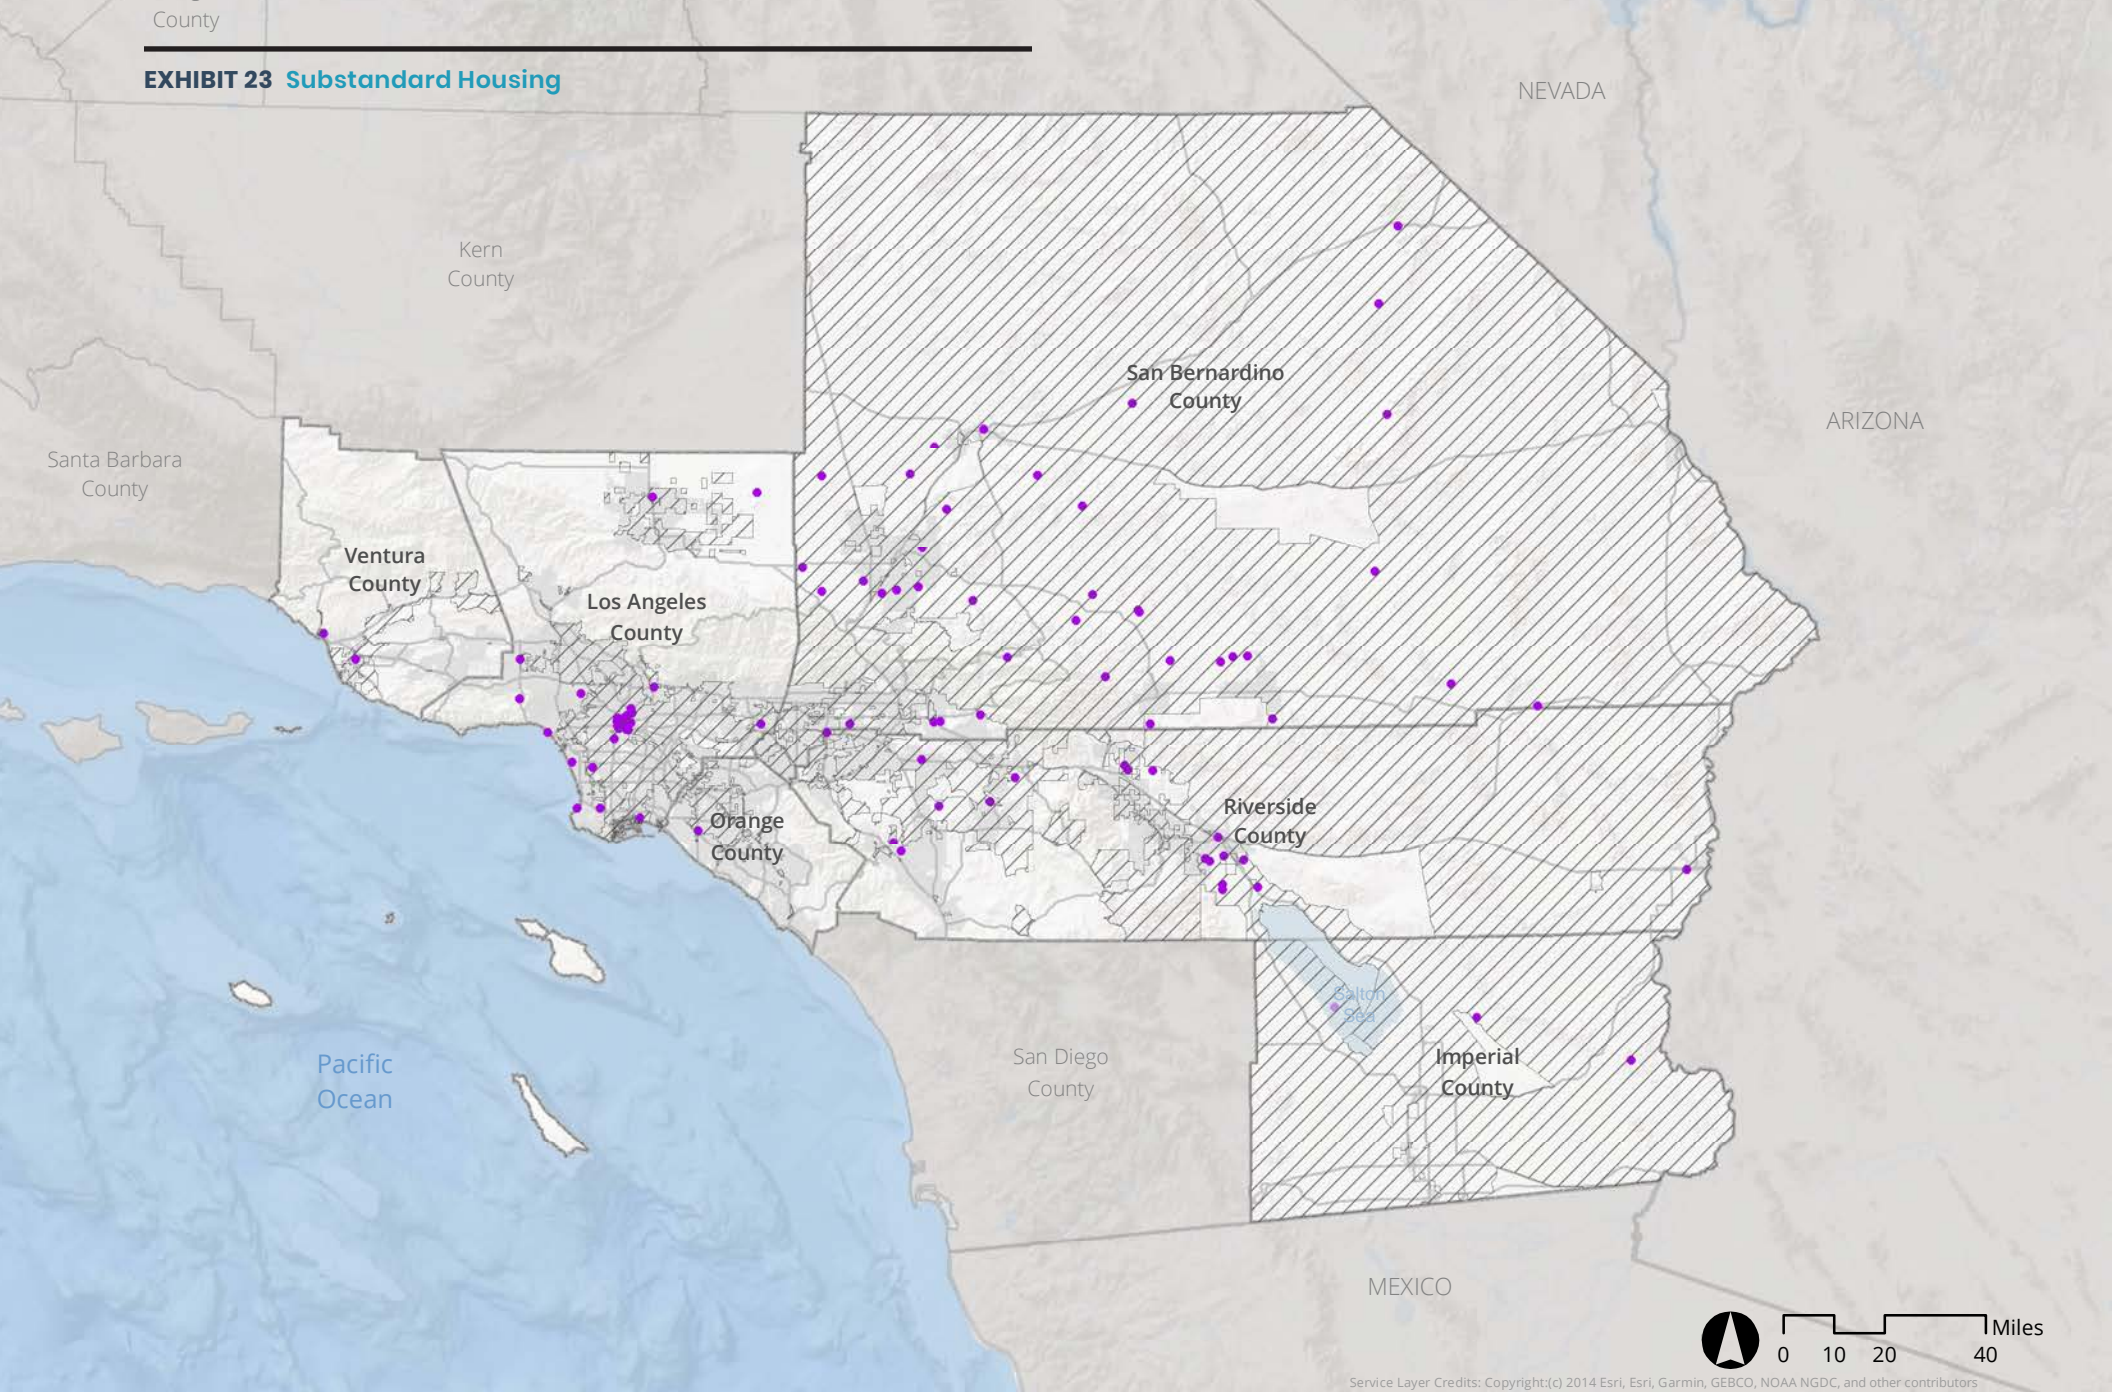 County
EXHIBIT 23 Substandard Housing
NEVADA
Kern
County
San Bernardino
County
ARIZONA
Santa Barbara
County
Ventura
County
Los Angeles
County
Riverside
County
Orange
County
Salton
Sea
Pacific
Ocean
San Diego
County
Imperial
County
MEXICO
Miles
0 10 20 40
Service Layer Credits: Copyright:(c) 2014 Esri, Esri, Garmin, GEBCO, NOAA NGDC, and other contributors